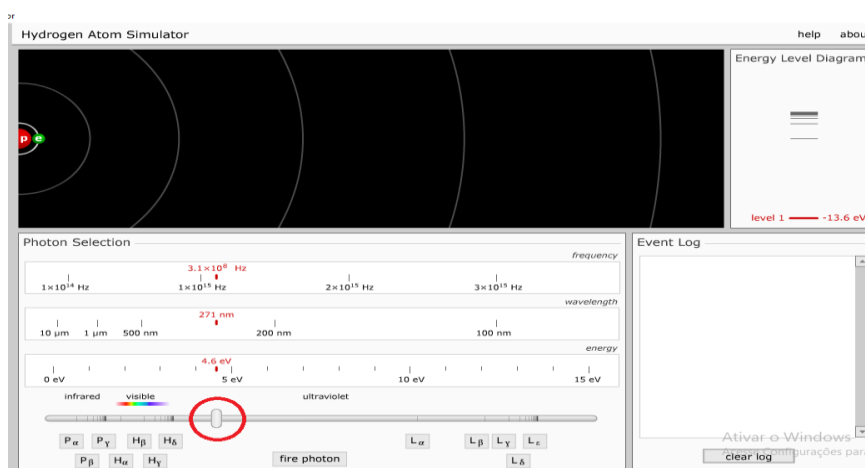 or
Hydrogen Atom Simulator help abou
p e
Energy Level Diagram
level 1 -13.6 eV
Photon Selection
frequency
3.1×10⁸ Hz
1×10¹⁴ Hz 1×10¹⁵ Hz 2×10¹⁵ Hz 3×10¹⁵ Hz
wavelength
271 nm
10 µm 1 µm 500 nm 200 nm 100 nm
energy
4.6 eV
0 eV 5 eV 10 eV 15 eV
infrared visible ultraviolet
Pα Pγ Hβ Hδ Lα Lβ Lγ Lε
Pβ Hα Hγ Lδ
fire photon
Event Log
Ativar o Windows
Configurações par
clear log